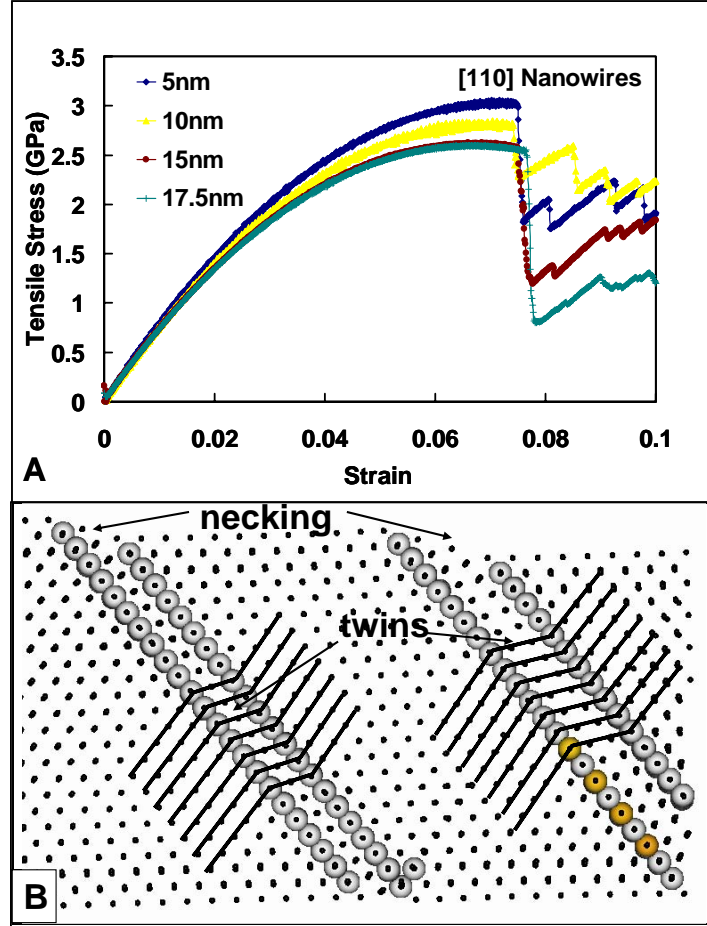 3.5
[110] Nanowires
5nm
3
10nm
2.5
15nm
2
17.5nm
1.5
1
0.5
0
Tensile Stress (GPa)
0 0.02 0.04 0.06 0.08 0.1
Strain
A
necking
twins
B